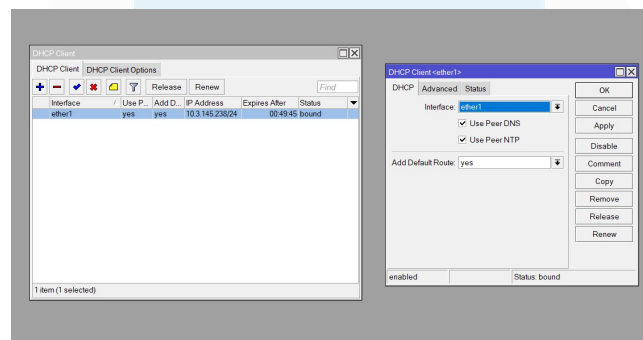 DHCP Client
DHCP Client DHCP Client Options
Release Renew Find
Interface Use P... Add D... IP Address Expires After Status
ether1 yes yes 10.3.145.238/24 00:49:45 bound
1 item (1 selected)
DHCP Client <ether1>
DHCP Advanced Status
Interface: ether1
Use Peer DNS
Use Peer NTP
Add Default Route: yes
OK
Cancel
Apply
Disable
Comment
Copy
Remove
Release
Renew
enabled Status: bound